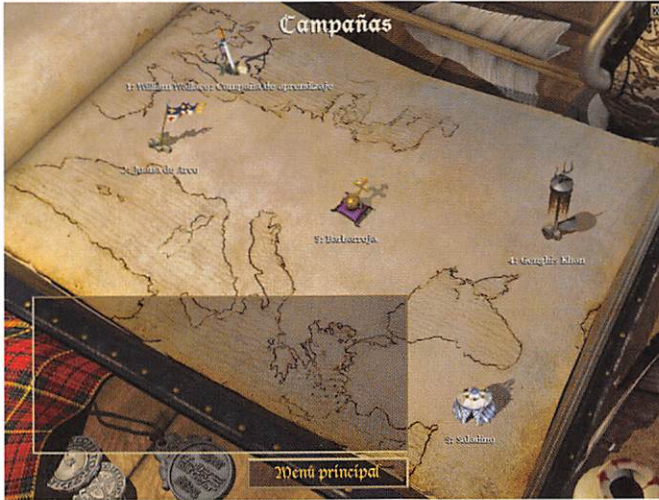 Campañas
1: William Wallace: Campaña de aprendizaje
2: Juana de Arco
5: Barbarroja
4: Genghis Khan
3: Saladino
Menú principal